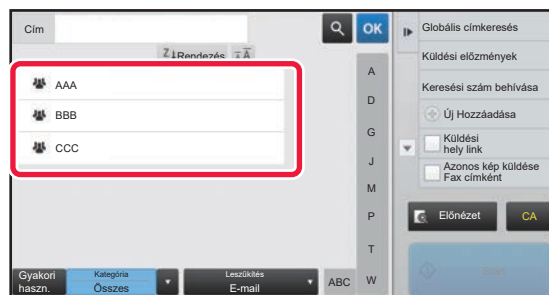 Cím
OK
Rendezés
AAA
BBB
CCC
A
D
G
J
M
P
T
W
ABC
Gyakori
haszn.
Kategória
Összes
Leszűkítés
E-mail
Globális címkeresés
Küldési előzmények
Keresési szám behívása
Új Hozzáadása
Küldési
hely link
Azonos kép küldése
Fax címként
Előnézet
CA
Start